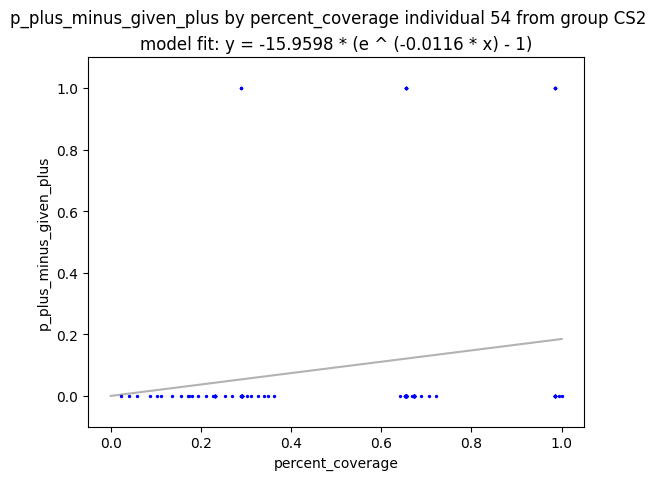 p_plus_minus_given_plus by percent_coverage individual 54 from group CS2
model fit: y = -15.9598 * (e ^ (-0.0116 * x) - 1)
1.0
0.8
0.6
0.4
0.2
0.0
p_plus_minus_given_plus
0.0 0.2 0.4 0.6 0.8 1.0
percent_coverage